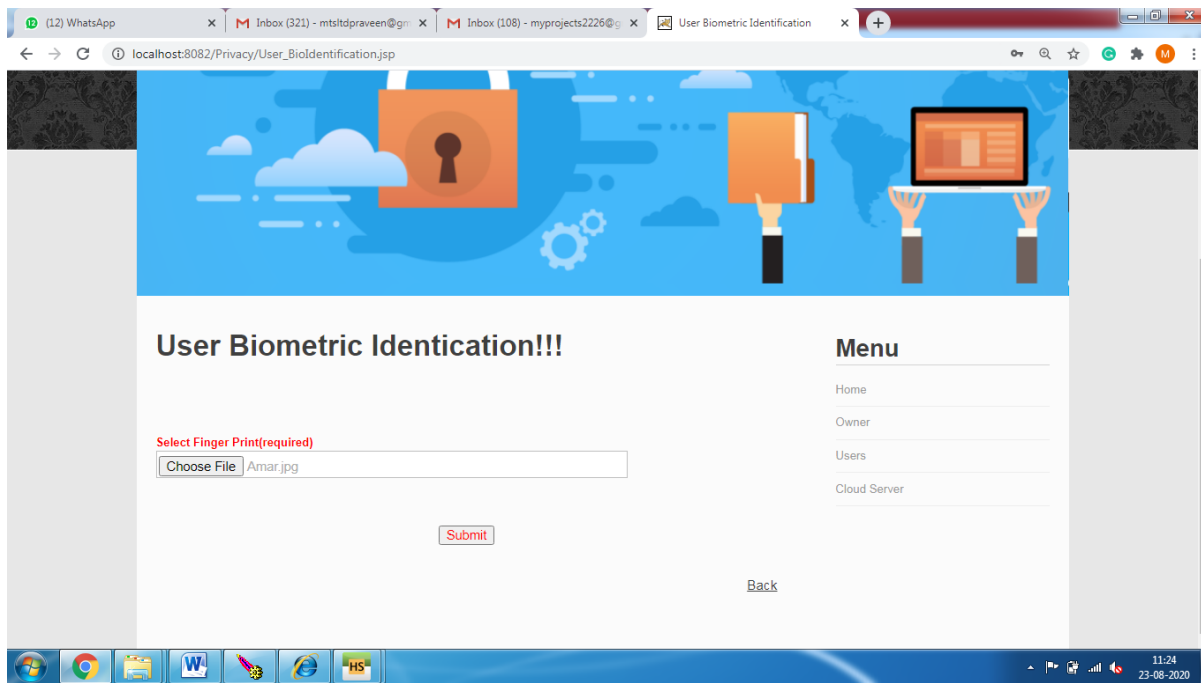 (12) WhatsApp
Inbox (321) - mtsltdpraveen@gm
Inbox (108) - myprojects2226@g
User Biometric Identification
localhost:8082/Privacy/User_BioIdentification.jsp
M
User Biometric Identication!!!
Select Finger Print(required)
Choose File Amar.jpg
Submit
Back
Menu
Home
Owner
Users
Cloud Server
W
HS
11:24
23-08-2020